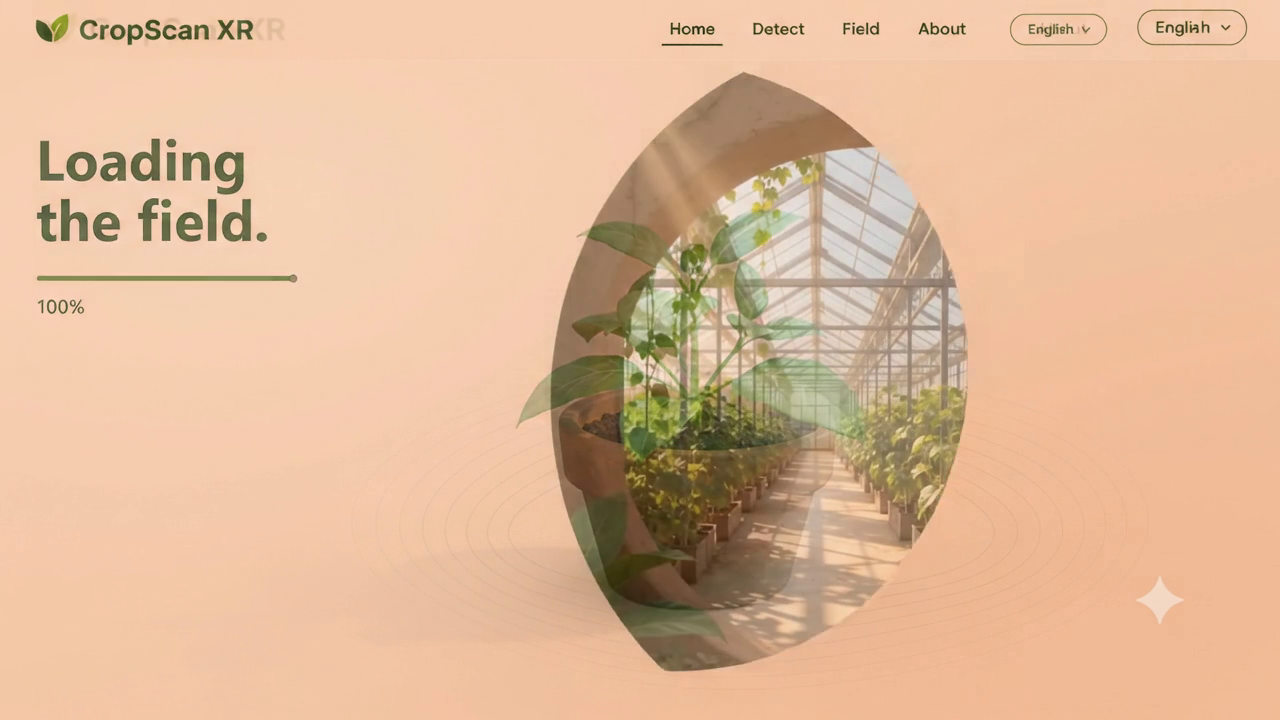 CropScan XR
Home
Detect
Field
About
English
English
Loading
the field.
100%